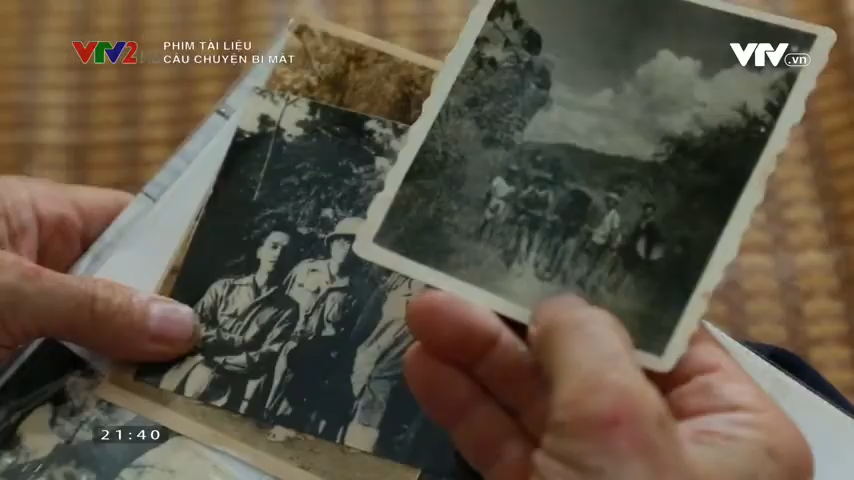 VTV2
PHIM TÀI LIỆU
CÂU CHUYỆN BÍ MẬT
VTV.vn
21:40